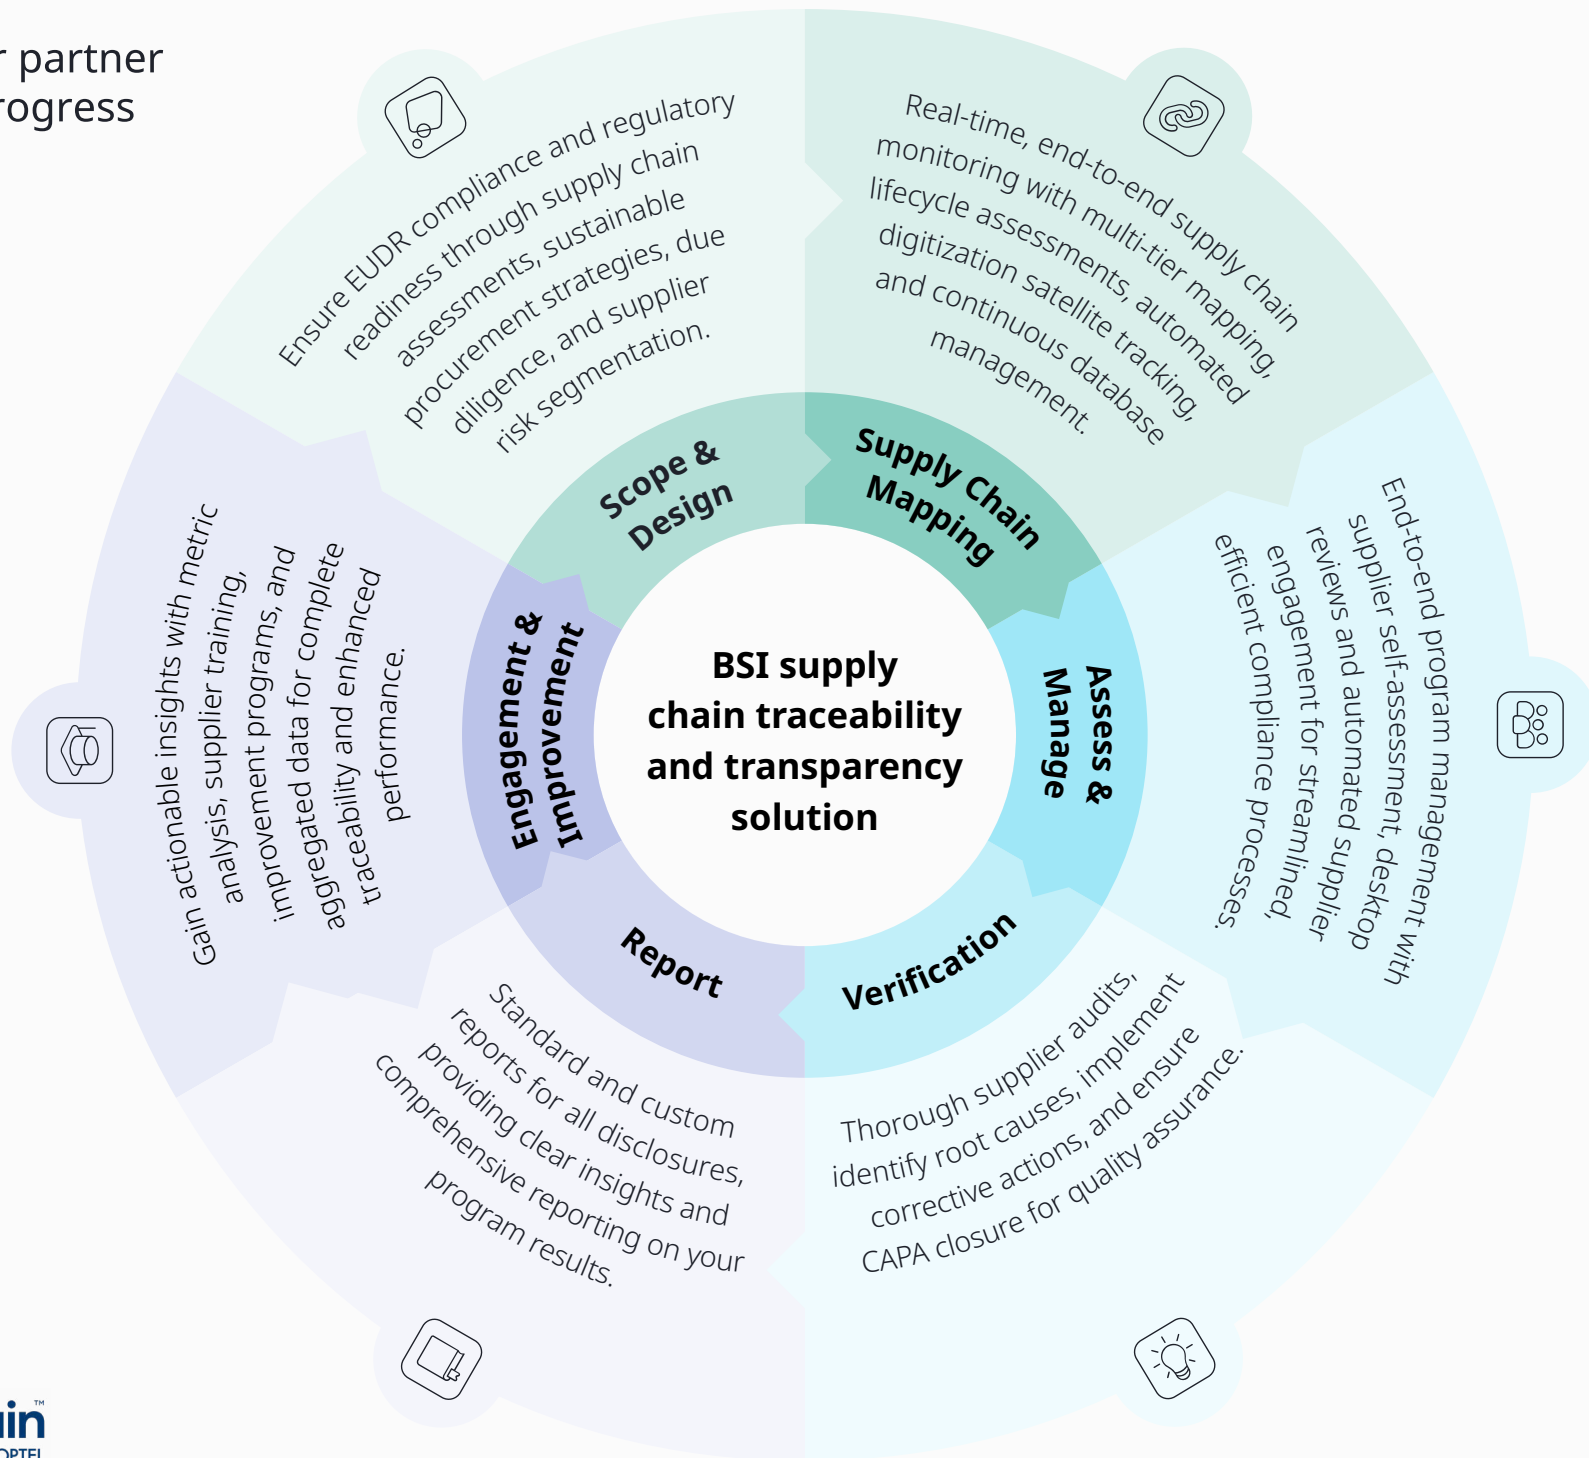 r partner
rogress
Ensure EUDR compliance and regulatory
readiness through supply chain
assessments, sustainable
procurement strategies, due
diligence, and supplier
risk segmentation.
Real-time, end-to-end supply chain
monitoring with multi-tier mapping,
lifecycle assessments, automated
digitization satellite tracking,
and continuous database
management.
Scope &
Design
Supply Chain
Mapping
End-to-end program management with
supplier self-assessment, desktop
reviews and automated supplier
engagement for streamlined,
efficient compliance processes.
Assess &
Manage
BSI supply
chain traceability
and transparency
solution
Engagement &
Improvement
Gain actionable insights with metric
analysis, supplier training,
improvement programs, and
aggregated data for complete
traceability and enhanced
performance.
Report
Verification
Standard and custom
reports for all disclosures,
providing clear insights and
comprehensive reporting on your
program results.
Thorough supplier audits,
identify root causes, implement
corrective actions, and ensure
CAPA closure for quality assurance.
in™
OPTEL